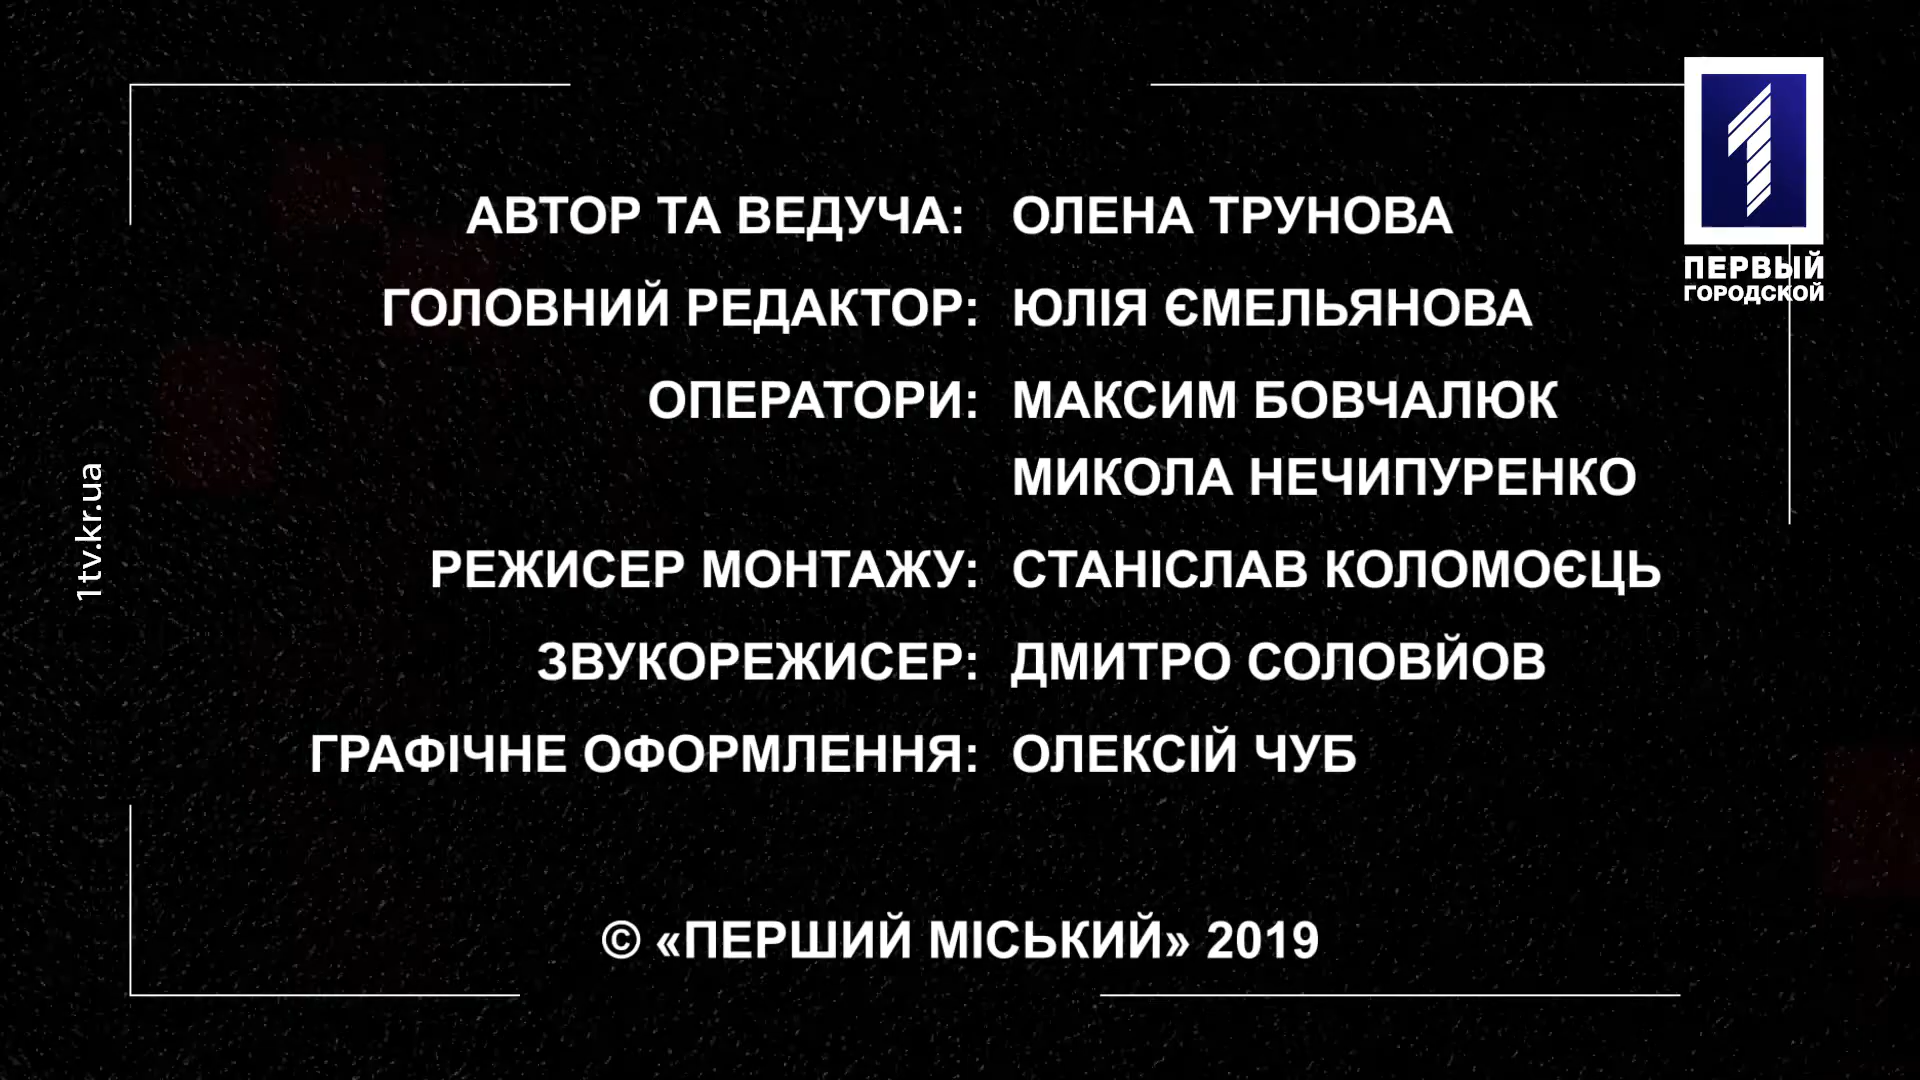 АВТОР ТА ВЕДУЧА: ОЛЕНА ТРУНОВА
ГОЛОВНИЙ РЕДАКТОР: ЮЛІЯ ЄМЕЛЬЯНОВА
ОПЕРАТОРИ: МАКСИМ БОВЧАЛЮК
МИКОЛА НЕЧИПУРЕНКО
РЕЖИСЕР МОНТАЖУ: СТАНІСЛАВ КОЛОМОЄЦЬ
ЗВУКОРЕЖИСЕР: ДМИТРО СОЛОВЙОВ
ГРАФІЧНЕ ОФОРМЛЕННЯ: ОЛЕКСІЙ ЧУБ
© «ПЕРШИЙ МІСЬКИЙ» 2019
ПЕРВЫЙ
ГОРОДСКОЙ
1tv.kr.ua